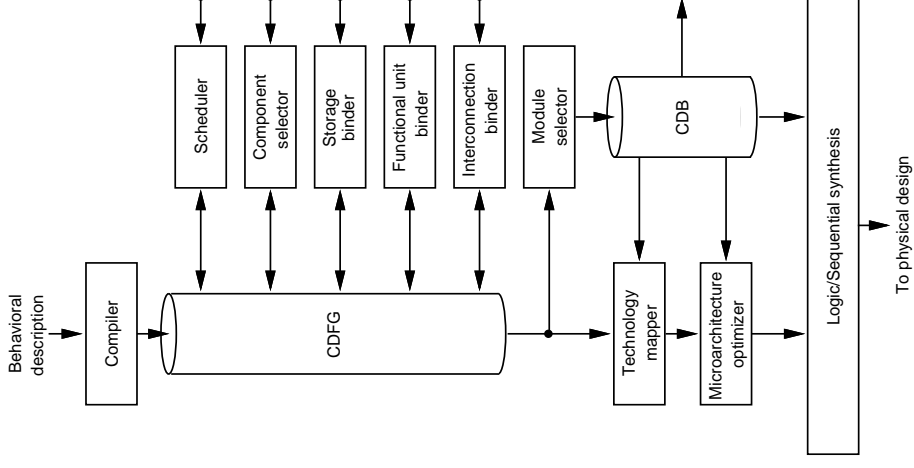 Behavioral
description
Compiler
CDFG
Scheduler
Component
selector
Storage
binder
Functional unit
binder
Interconnection
binder
Module
selector
CDB
Technology
mapper
Microarchitecture
optimizer
Logic/Sequential synthesis
To physical design